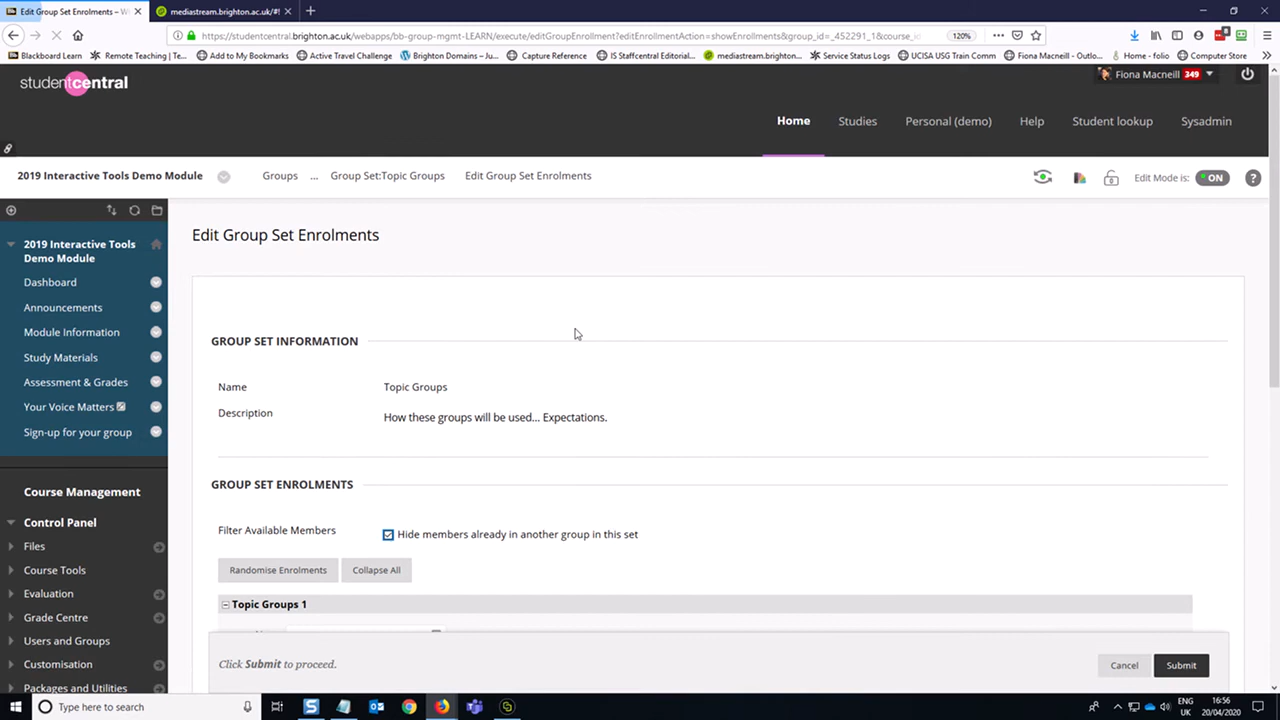 Edit Group Set Enrolments – W
mediastream.brighton.ac.uk/#!
https://studentcentral.brighton.ac.uk/webapps/bb-group-mgmt-LEARN/execute/editGroupEnrollment?editEnrollmentAction=showEnrollments&group_id=_452291_1&course_i
120%
Blackboard Learn
Remote Teaching | Te...
Add to My Bookmarks
Active Travel Challenge
Brighton Domains – Ju...
Capture Reference
IS Staffcentral Editorial...
mediastream.brighton...
Service Status Logs
UCISA USG Train Comm
Fiona Macneill - Outlo...
Home - folio
Computer Store
studentcentral
Fiona Macneill 349
Home
Studies
Personal (demo)
Help
Student lookup
Sysadmin
2019 Interactive Tools Demo Module
Groups
...
Group Set:Topic Groups
Edit Group Set Enrolments
Edit Mode is: ON
?
2019 Interactive Tools
Demo Module
Dashboard
Announcements
Module Information
Study Materials
Assessment & Grades
Your Voice Matters
Sign-up for your group
Course Management
Control Panel
Files
Course Tools
Evaluation
Grade Centre
Users and Groups
Customisation
Packages and Utilities
Edit Group Set Enrolments
GROUP SET INFORMATION
Name
Topic Groups
Description
How these groups will be used... Expectations.
GROUP SET ENROLMENTS
Filter Available Members
Hide members already in another group in this set
Randomise Enrolments
Collapse All
Topic Groups 1
Click Submit to proceed.
Cancel
Submit
Type here to search
ENG
UK
16:56
20/04/2020